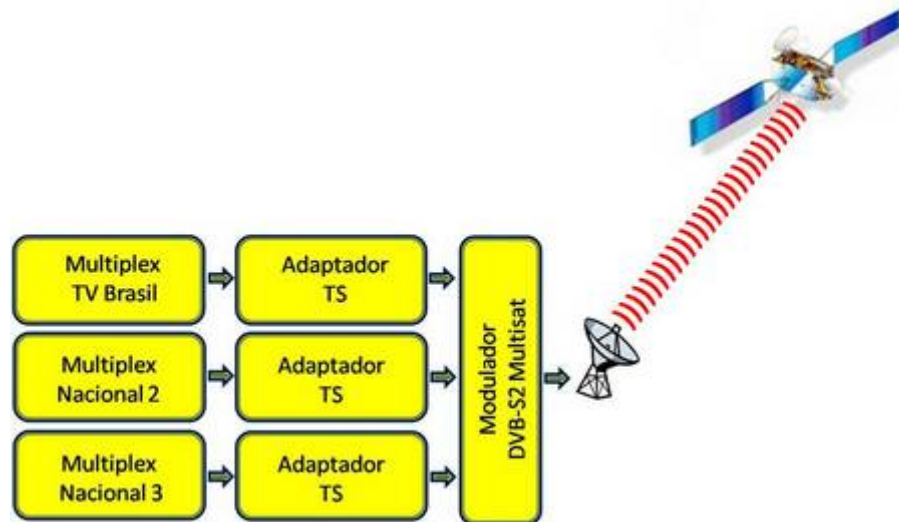 Multiplex
TV Brasil
Adaptador
TS
Multiplex
Nacional 2
Adaptador
TS
Multiplex
Nacional 3
Adaptador
TS
Modulador
DVB-S2 Multisat